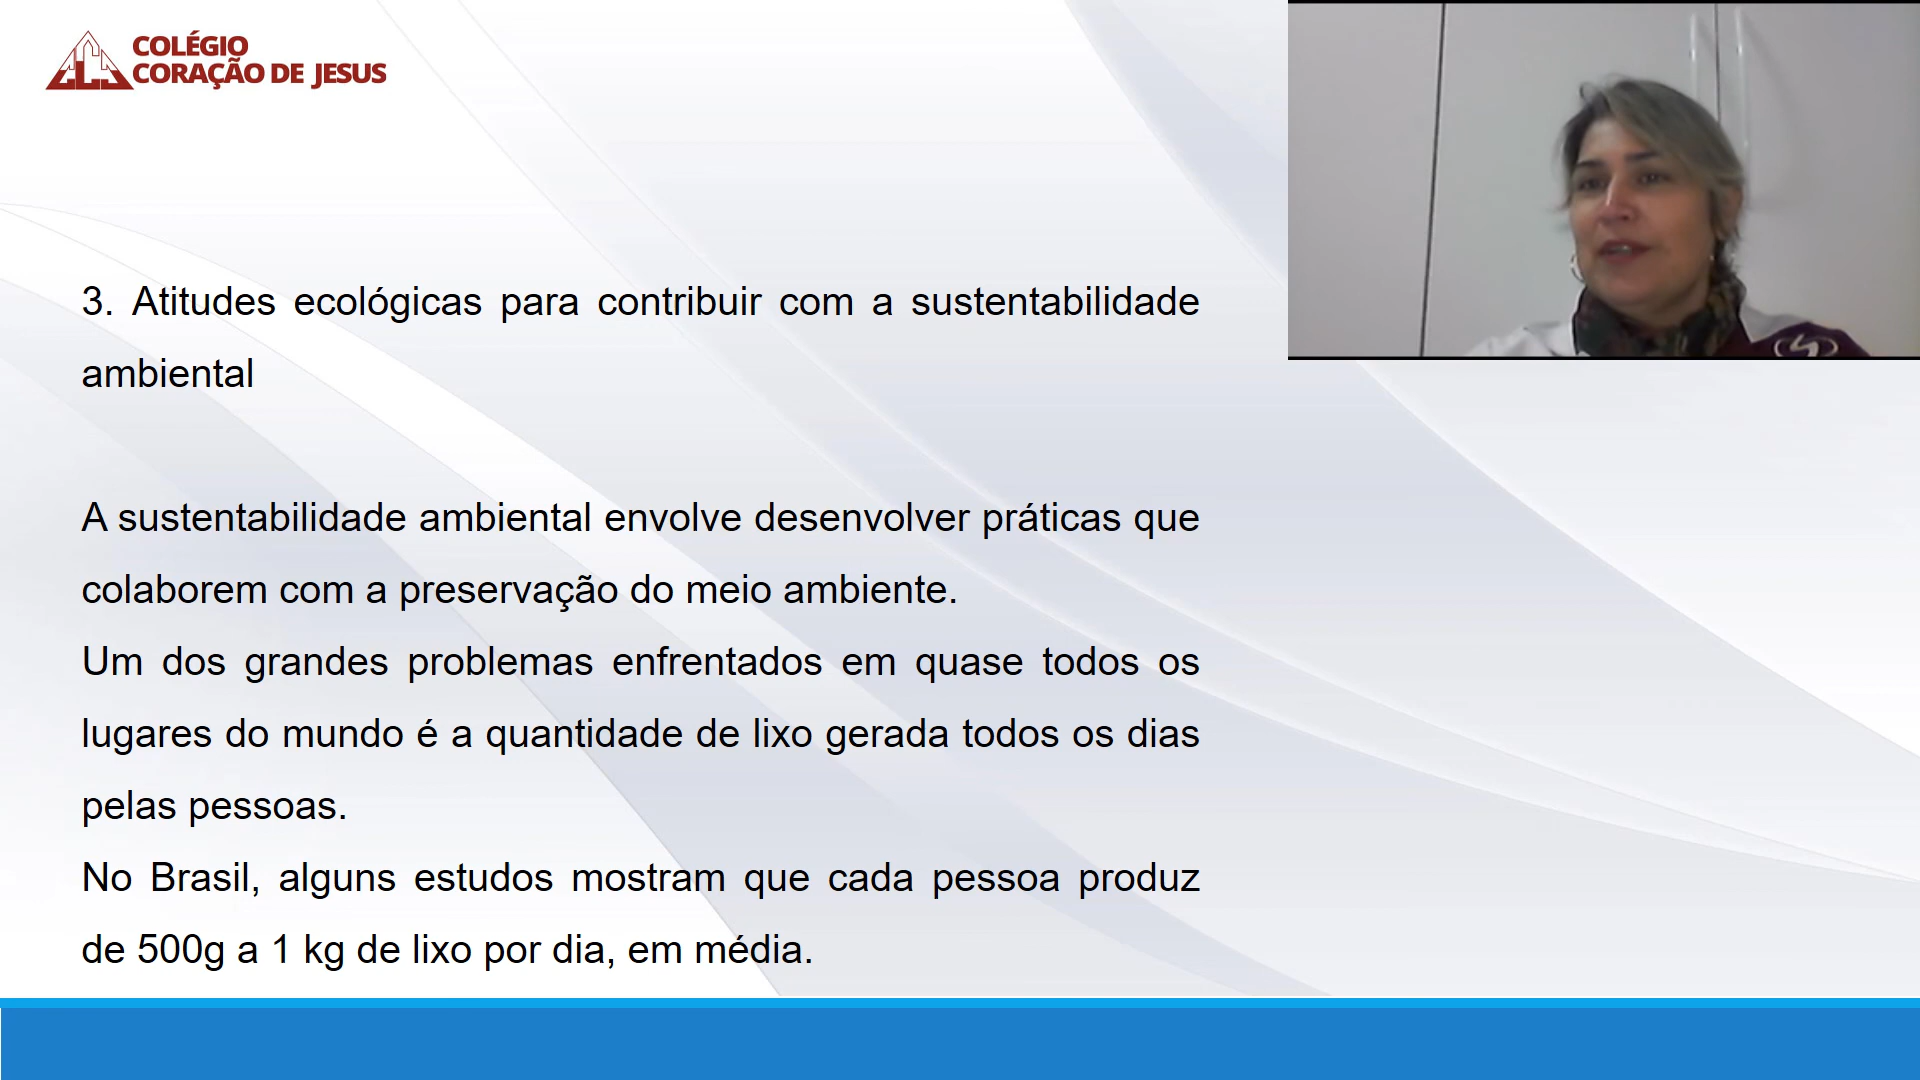 COLÉGIO
CORAÇÃO DE JESUS
3. Atitudes ecológicas para contribuir com a sustentabilidade
ambiental
A sustentabilidade ambiental envolve desenvolver práticas que
colaborem com a preservação do meio ambiente.
Um dos grandes problemas enfrentados em quase todos os
lugares do mundo é a quantidade de lixo gerada todos os dias
pelas pessoas.
No Brasil, alguns estudos mostram que cada pessoa produz
de 500g a 1 kg de lixo por dia, em média.